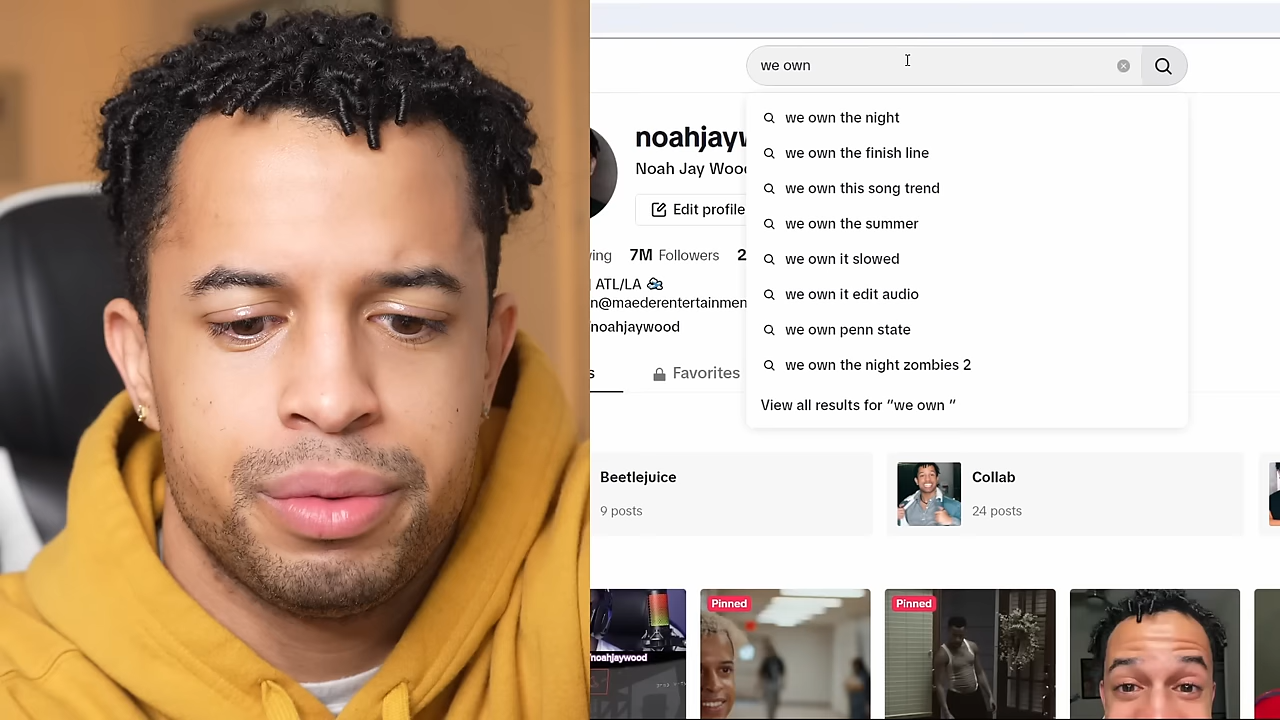 we own
we own the night
we own the finish line
we own this song trend
we own the summer
we own it slowed
we own it edit audio
we own penn state
we own the night zombies 2
View all results for “we own ”
noahjayw
Noah Jay Wood
Edit profile
ing 7M Followers 2
ATL/LA
n@maederentertainmen
noahjaywood
s Favorites
Beetlejuice
9 posts
Collab
24 posts
Pinned
Pinned
noahjaywood